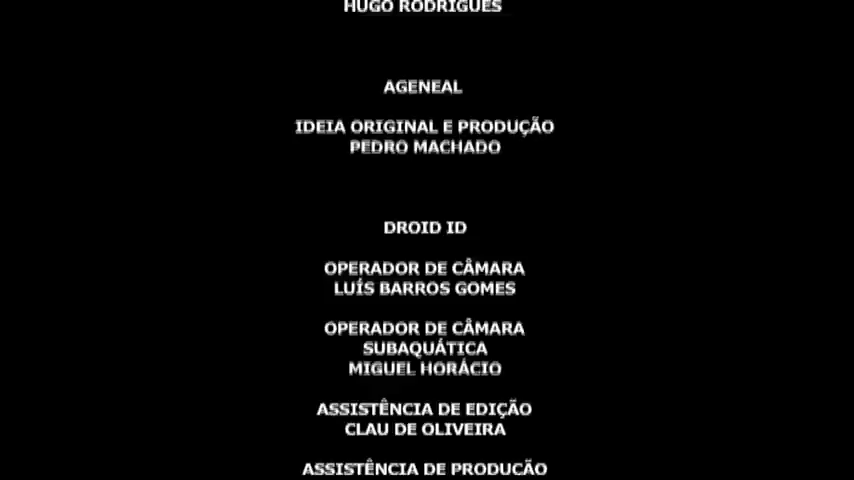 HUGO RODRIGUES
AGENEAL
IDEIA ORIGINAL E PRODUÇÃO
PEDRO MACHADO
DROID ID
OPERADOR DE CÂMARA
LUÍS BARROS GOMES
OPERADOR DE CÂMARA
SUBAQUÁTICA
MIGUEL HORÁCIO
ASSISTÊNCIA DE EDIÇÃO
CLAU DE OLIVEIRA
ASSISTÊNCIA DE PRODUÇÃO